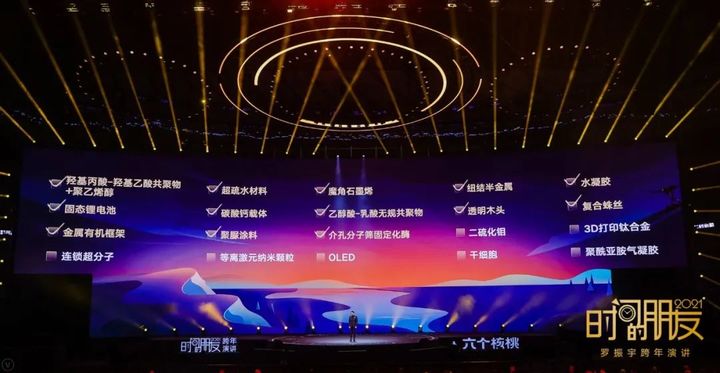 羟基丙酸-羟基乙酸共聚物
+聚乙烯醇
超疏水材料
魔角石墨烯
纽结半金属
水凝胶
固态锂电池
碳酸钙载体
乙醇酸-乳酸无规共聚物
透明木头
复合蛛丝
金属有机框架
聚脲涂料
介孔分子筛固定化酶
二硫化钼
3D打印钛合金
连锁超分子
等离激元纳米颗粒
OLED
干细胞
聚酰亚胺气凝胶
时间的朋友 2021
罗振宇跨年演讲
时间的朋友 跨年演讲
六个核桃